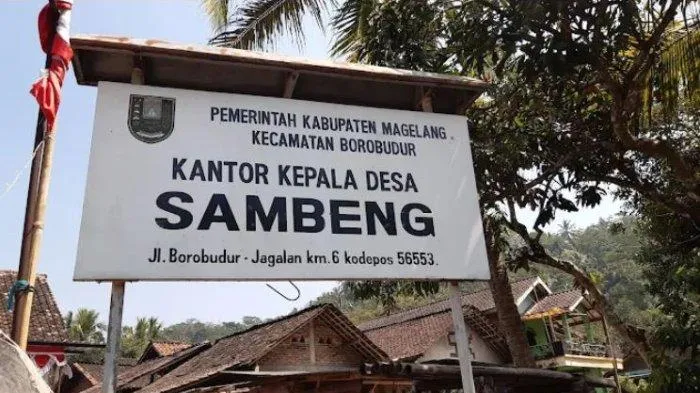 PEMERINTAH KABUPATEN MAGELANG
KECAMATAN BOROBUDUR
KANTOR KEPALA DESA
SAMBENG
Jl. Borobudur - Jagalan km. 6 kodepos 56553.